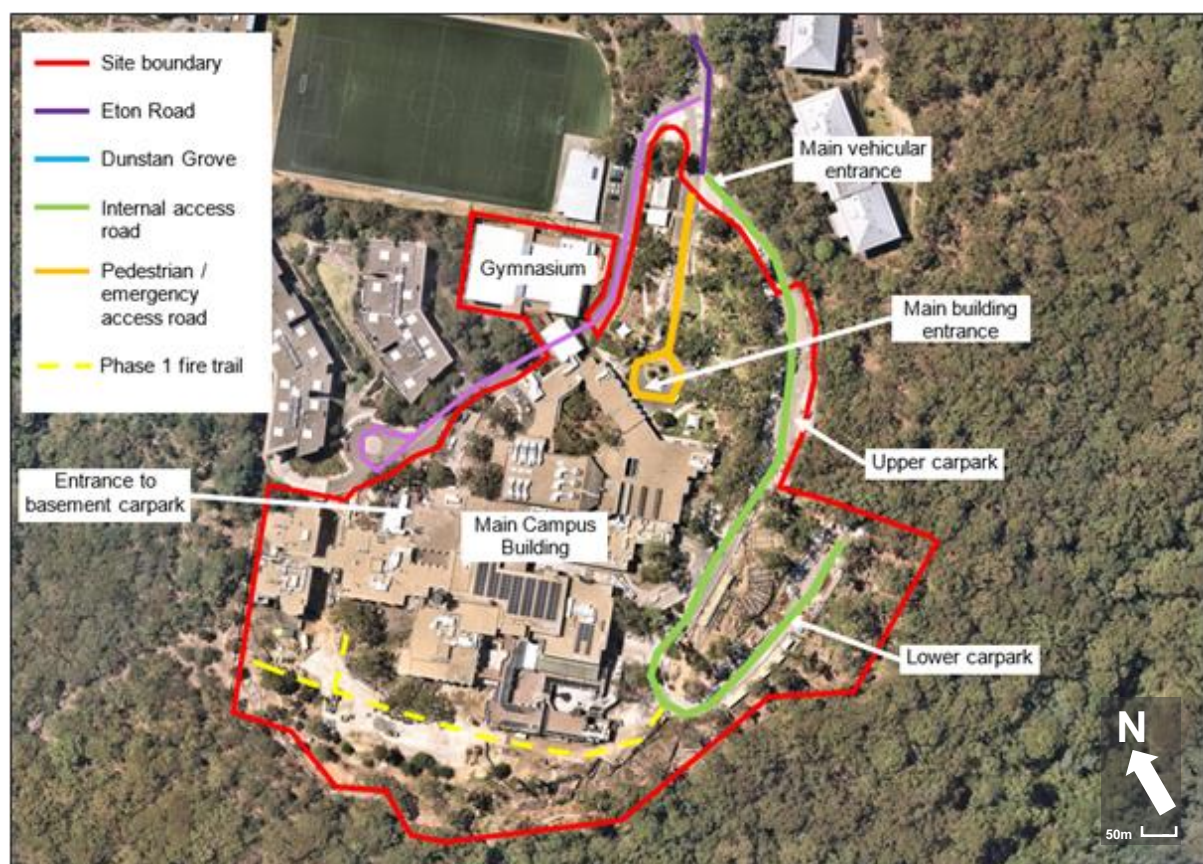 Site boundary
Eton Road
Dunstan Grove
Internal access
road
Pedestrian /
emergency
access road
Phase 1 fire trail
Main vehicular
entrance
Gymnasium
Main building
entrance
Upper carpark
Entrance to
basement carpark
Main Campus
Building
Lower carpark
N
50m